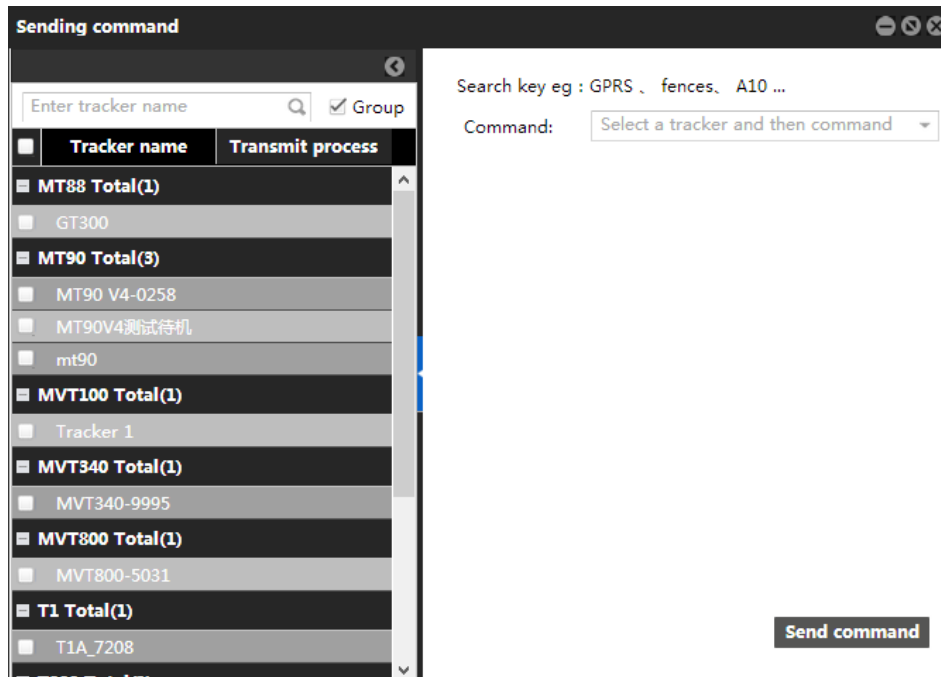 Sending command
Enter tracker name
Group
Tracker name Transmit process
MT88 Total(1)
GT300
MT90 Total(3)
MT90 V4-0258
MT90V4测试待机
mt90
MVT100 Total(1)
Tracker 1
MVT340 Total(1)
MVT340-9995
MVT800 Total(1)
MVT800-5031
T1 Total(1)
T1A_7208
Search key eg : GPRS 、 fences、 A10 ...
Command: Select a tracker and then command
Send command